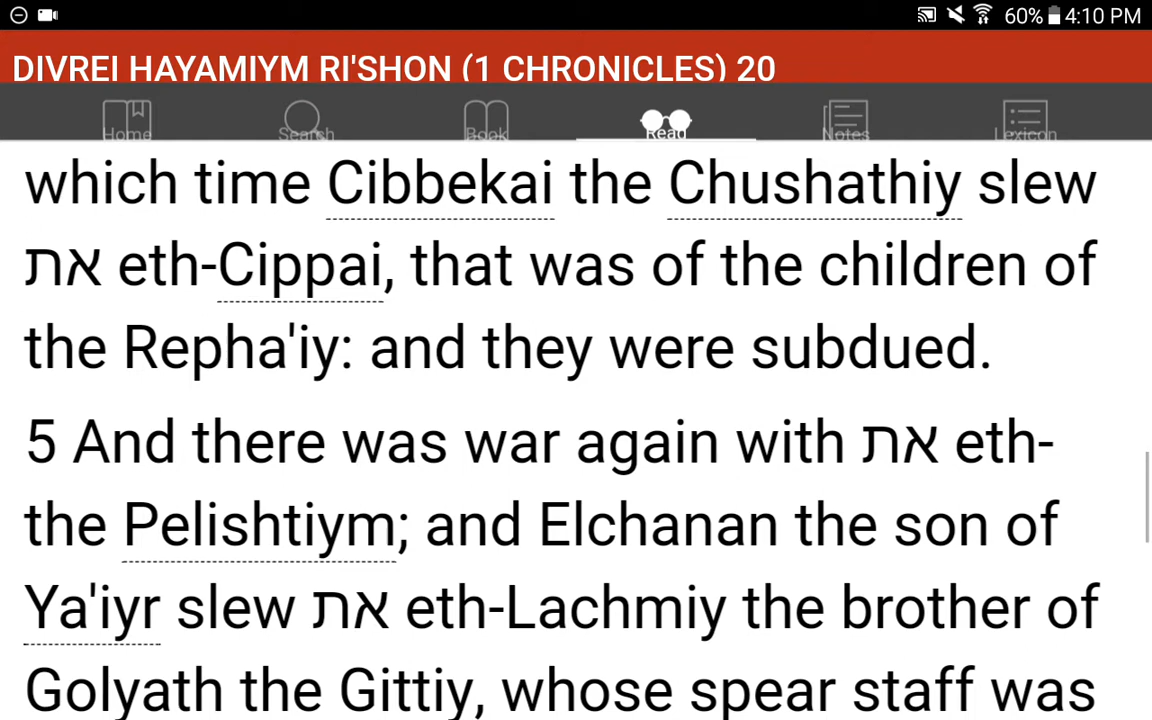 60% 4:10 PM
DIVREI HAYAMIYM RI'SHON (1 CHRONICLES) 20
Home Search Book Read Notes Lexicon
which time Cibbekai the Chushathiy slew
את eth-Cippai, that was of the children of
the Repha'iy: and they were subdued.
5 And there was war again with את eth-
the Pelishtiym; and Elchanan the son of
Ya'iyr slew את eth-Lachmiy the brother of
Golyath the Gittiy, whose spear staff was